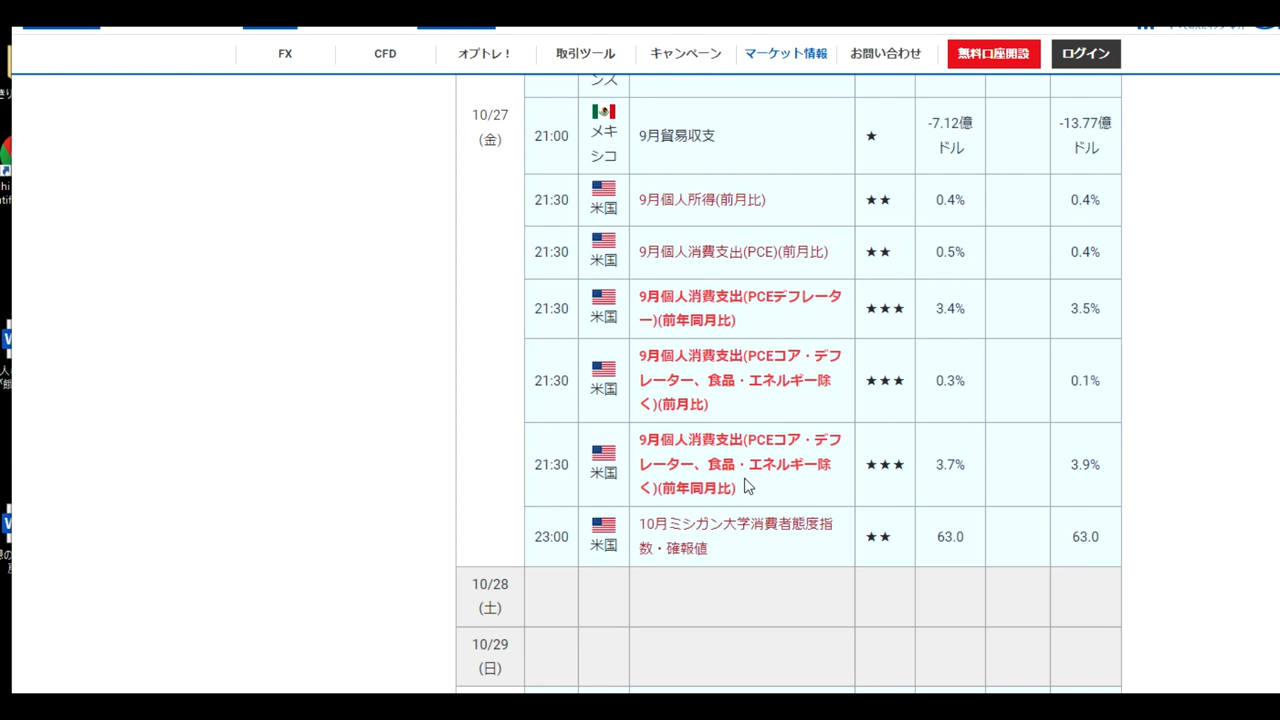 FX
CFD
オプトレ！
取引ツール
キャンペーン
マーケット情報
お問い合わせ
無料口座開設
ログイン
10/27
(金)
21:00
メキ
シコ
9月貿易収支
★
-7.12億
ドル
-13.77億
ドル
21:30
米国
9月個人所得(前月比)
★★
0.4%
0.4%
21:30
米国
9月個人消費支出(PCE)(前月比)
★★
0.5%
0.4%
21:30
米国
9月個人消費支出(PCEデフレータ
ー)(前年同月比)
★★★
3.4%
3.5%
21:30
米国
9月個人消費支出(PCEコア・デフ
レーター、食品・エネルギー除
く)(前月比)
★★★
0.3%
0.1%
21:30
米国
9月個人消費支出(PCEコア・デフ
レーター、食品・エネルギー除
く)(前年同月比)
★★★
3.7%
3.9%
23:00
米国
10月ミシガン大学消費者態度指
数・確報値
★★
63.0
63.0
10/28
(土)
10/29
(日)